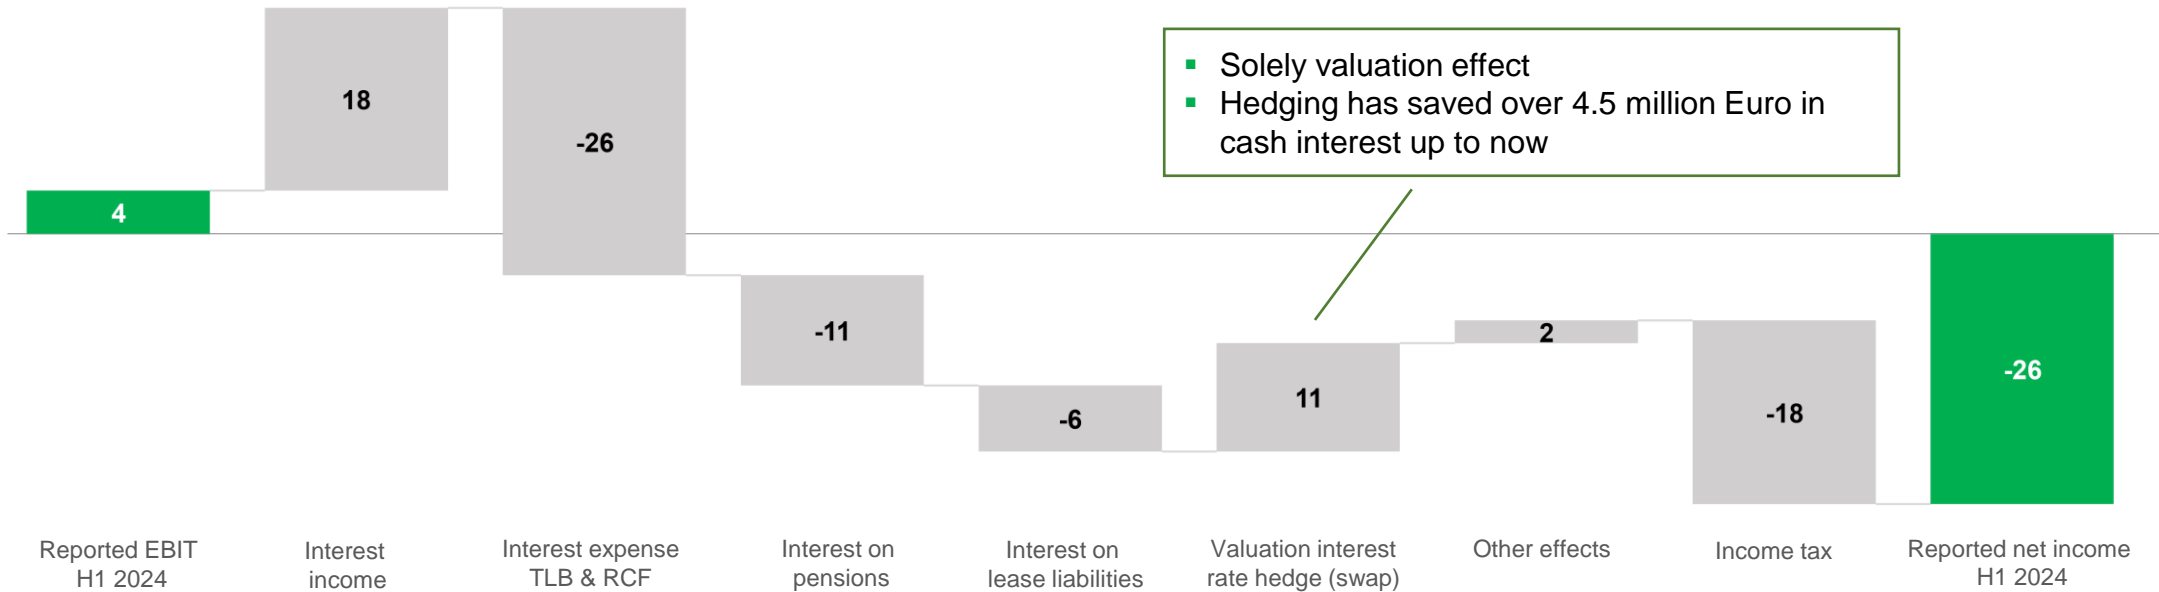 ▪ Solely valuation effect
▪ Hedging has saved over 4.5 million Euro in
cash interest up to now
4
18
-26
-11
-6
11
2
-18
-26
Reported EBIT
H1 2024
Interest
income
Interest expense
TLB & RCF
Interest on
pensions
Interest on
lease liabilities
Valuation interest
rate hedge (swap)
Other effects
Income tax
Reported net income
H1 2024